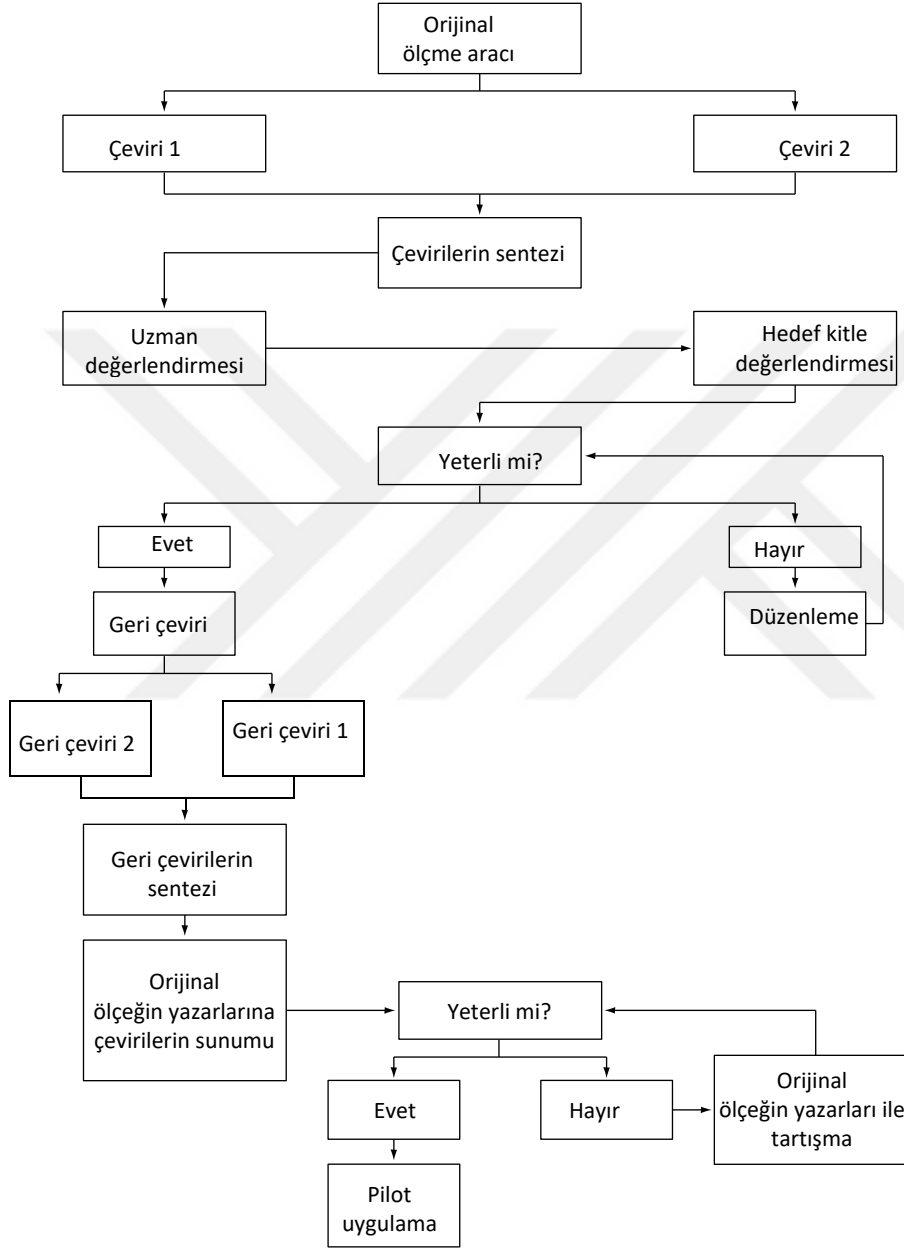 Orijinal
ölçme aracı
Çeviri 1
Çeviri 2
Çevirilerin sentezi
Uzman
değerlendirmesi
Hedef kitle
değerlendirmesi
Yeterli mi?
Evet
Hayır
Geri çeviri
Düzenleme
Geri çeviri 2
Geri çeviri 1
Geri çevirilerin
sentezi
Orijinal
ölçeğin yazarlarına
çevirilerin sunumu
Yeterli mi?
Evet
Hayır
Orijinal
ölçeğin yazarları ile
tartışma
Pilot
uygulama